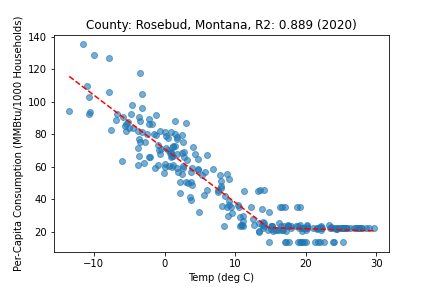 County: Rosebud, Montana, R2: 0.889 (2020)
Per-Capita Consumption (MMBtu/1000 Households)
140
120
100
80
60
40
20
−10 0 10 20 30
Temp (deg C)